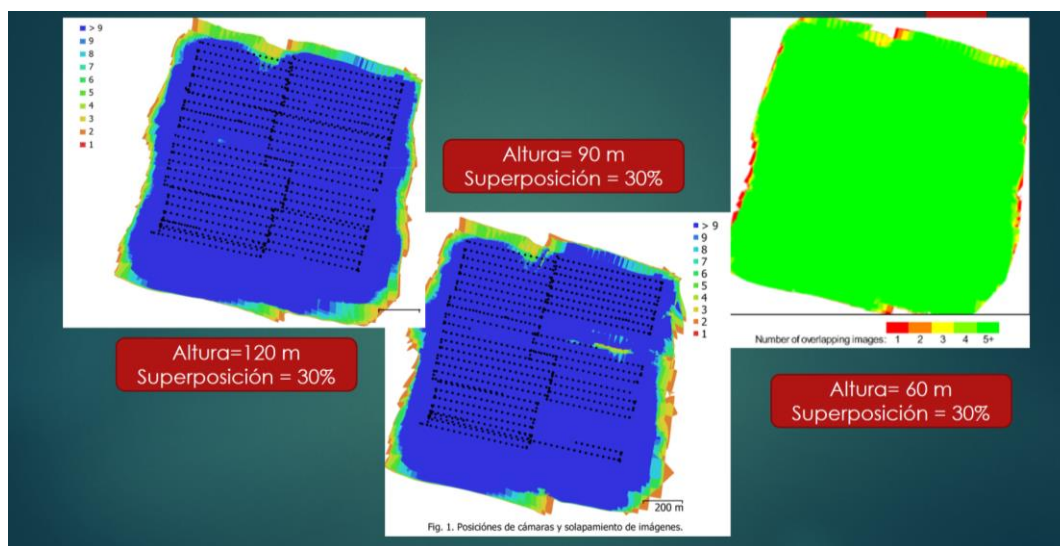 > 9
9
8
7
6
5
4
3
2
1
Altura=120 m
Superposición = 30%
Altura= 90 m
Superposición = 30%
> 9
9
8
7
6
5
4
3
2
1
200 m
Fig. 1. Posiciónes de cámaras y solapamiento de imágenes.
Number of overlapping images: 1 2 3 4 5+
Altura= 60 m
Superposición = 30%